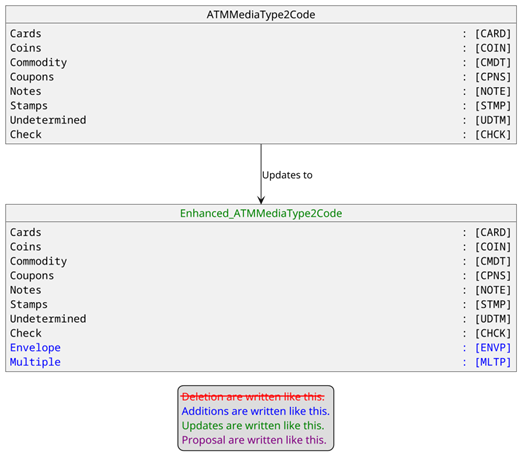 ATMMediaType2Code
Cards : [CARD]
Coins : [COIN]
Commodity : [CMDT]
Coupons : [CPNS]
Notes : [NOTE]
Stamps : [STMP]
Undetermined : [UDTM]
Check : [CHCK]
Updates to
Enhanced_ATMMediaType2Code
Cards : [CARD]
Coins : [COIN]
Commodity : [CMDT]
Coupons : [CPNS]
Notes : [NOTE]
Stamps : [STMP]
Undetermined : [UDTM]
Check : [CHCK]
Envelope : [ENVP]
Multiple : [MLTP]
Deletion are written like this.
Additions are written like this.
Updates are written like this.
Proposal are written like this.